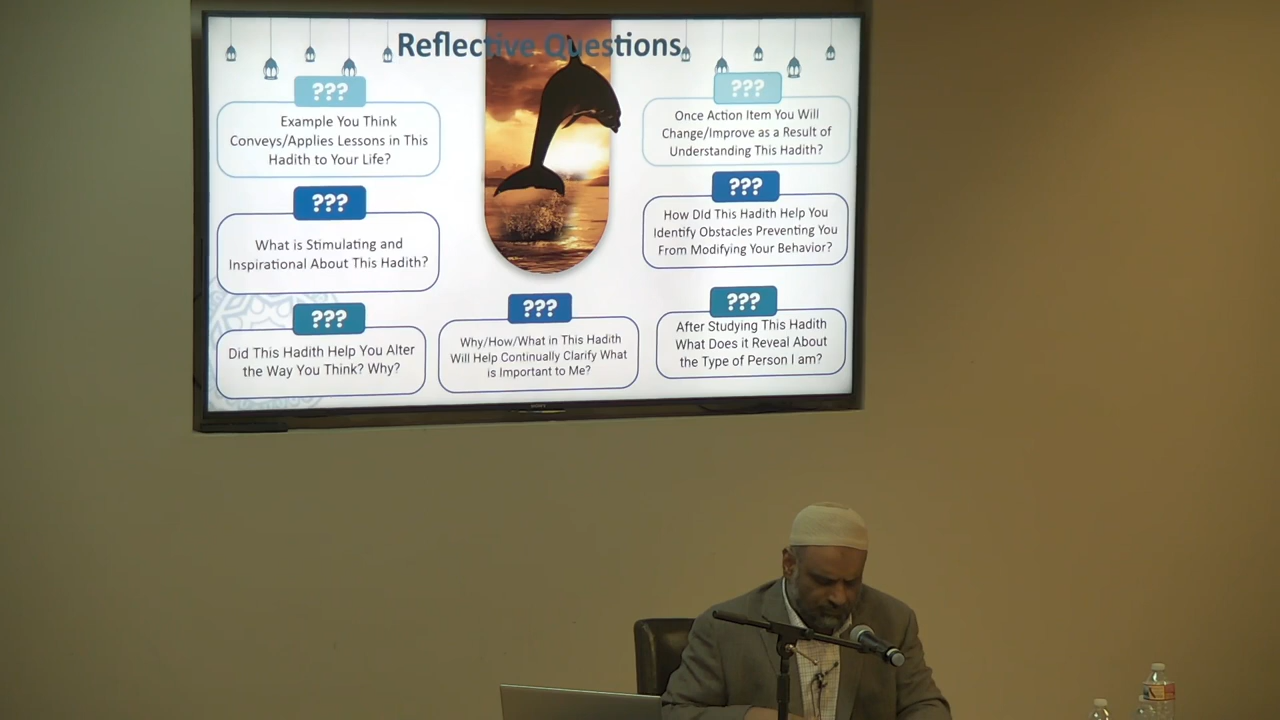 Reflective Questions
???
Example You Think
Conveys/Applies Lessons in This
Hadith to Your Life?
???
What is Stimulating and
Inspirational About This Hadith?
???
Did This Hadith Help You Alter
the Way You Think? Why?
???
Why/How/What in This Hadith
Will Help Continually Clarify What
is Important to Me?
???
Once Action Item You Will
Change/Improve as a Result of
Understanding This Hadith?
???
How Did This Hadith Help You
Identify Obstacles Preventing You
From Modifying Your Behavior?
???
After Studying This Hadith
What Does it Reveal About
the Type of Person I am?
SONY